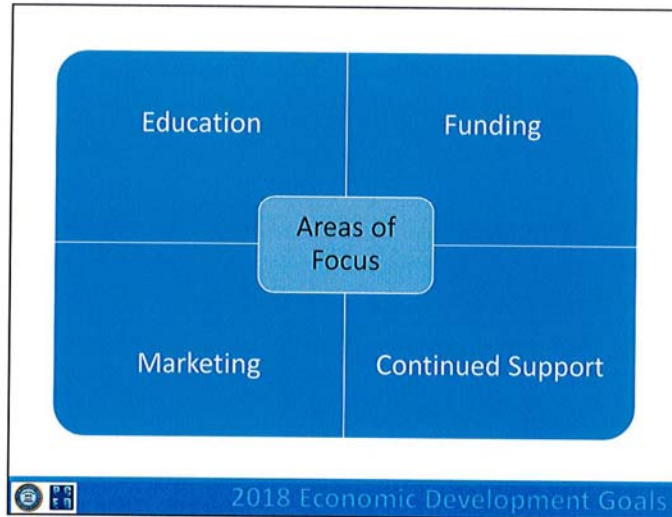 Education
Funding
Areas of
Focus
Marketing
Continued Support
2018 Economic Development Goals